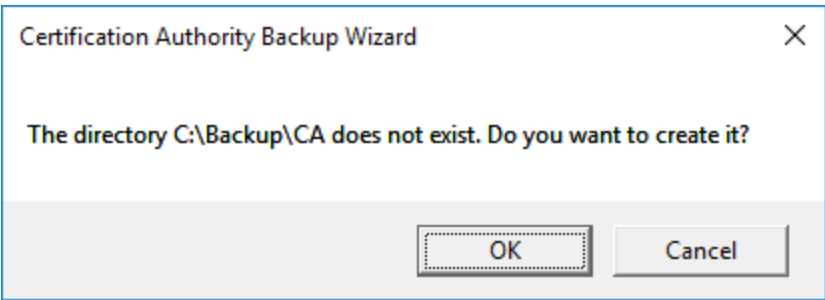 Certification Authority Backup Wizard
The directory C:\Backup\CA does not exist. Do you want to create it?
OK
Cancel